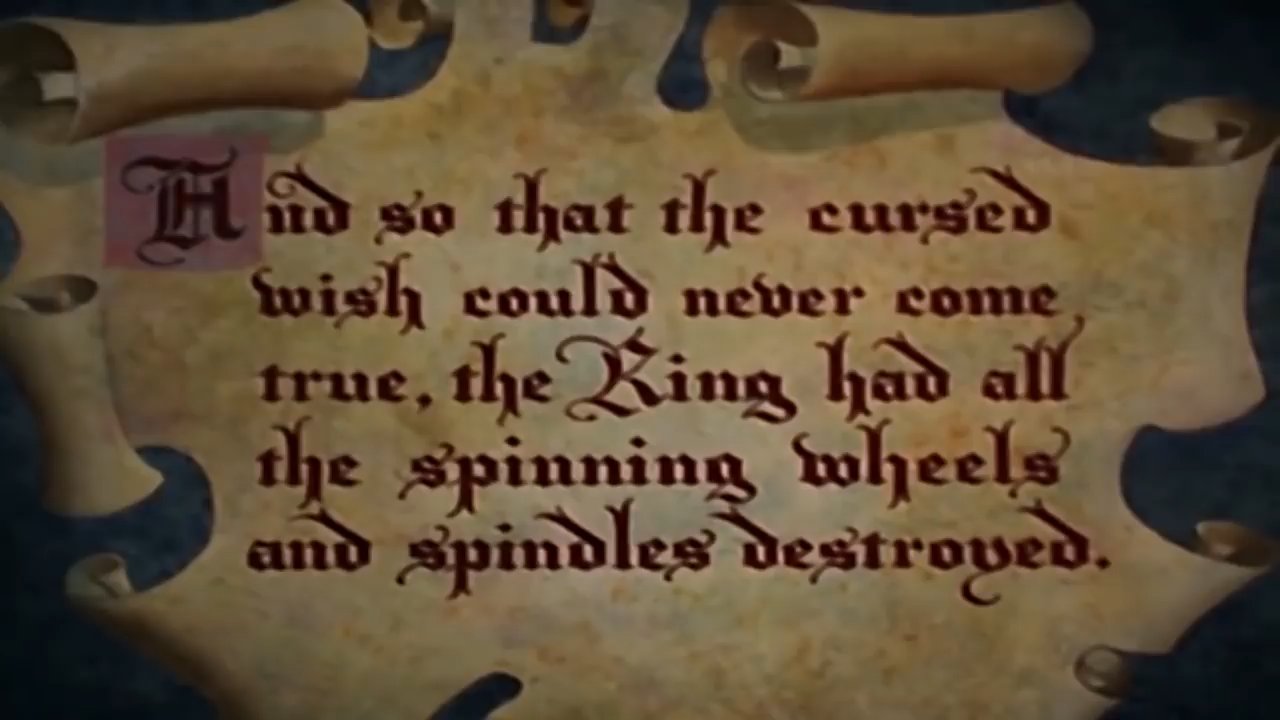 And so that the cursed
wish could never come
true, the King had all
the spinning wheels
and spindles destroyed.